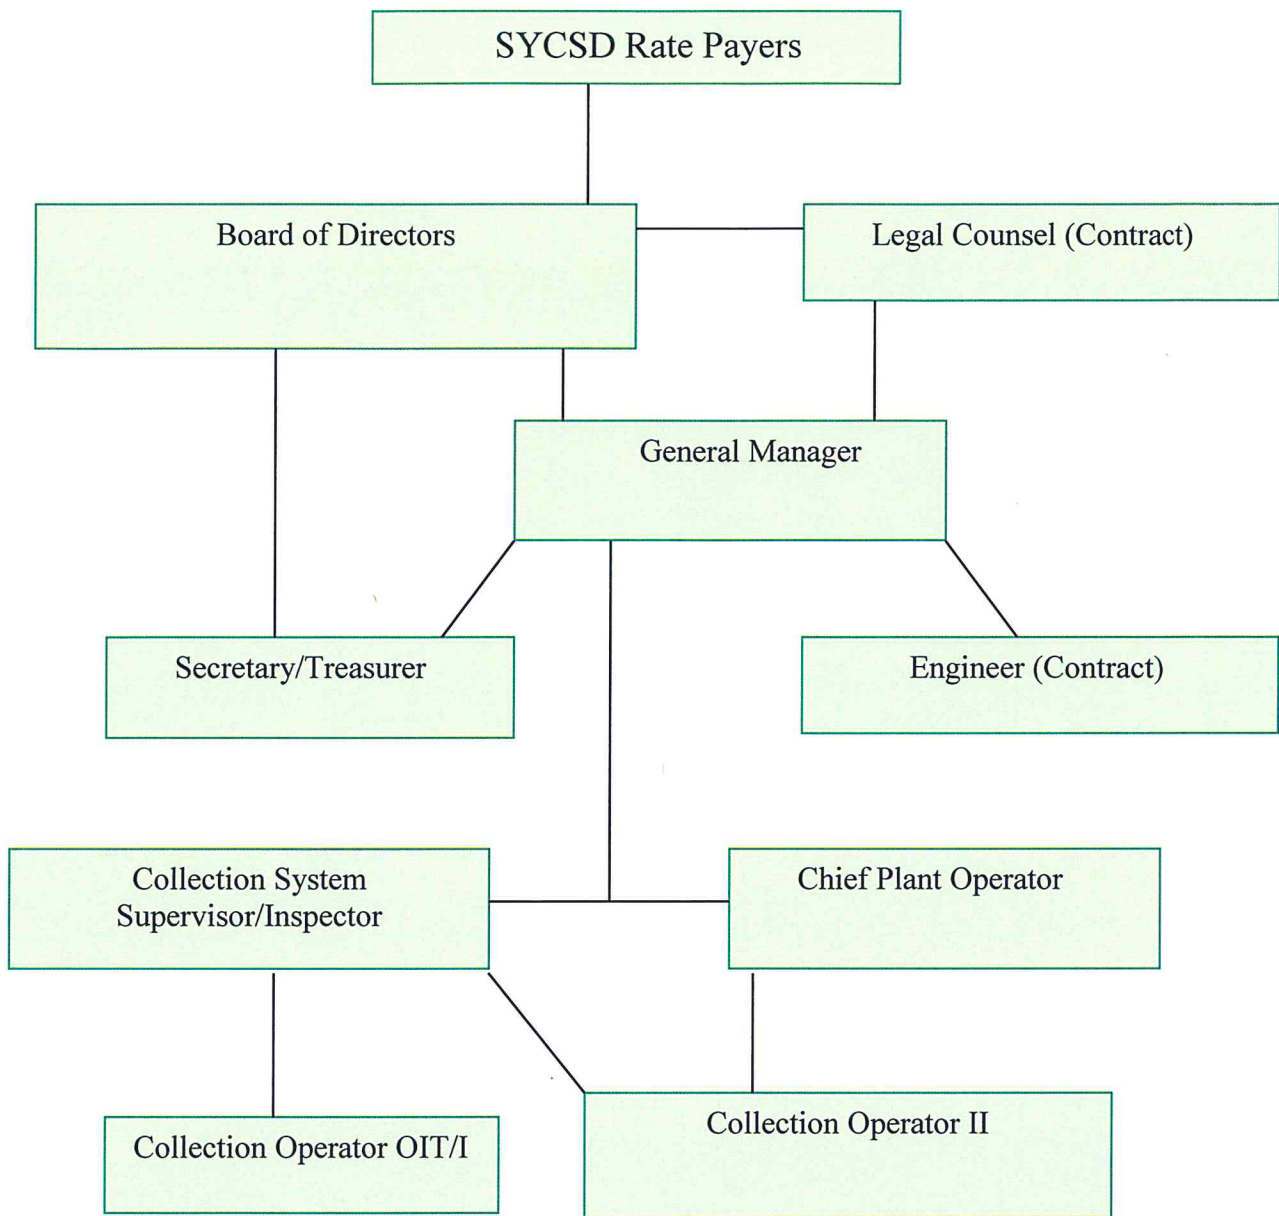 SYCSD Rate Payers
Board of Directors
Legal Counsel (Contract)
General Manager
Secretary/Treasurer
Engineer (Contract)
Collection System
Supervisor/Inspector
Chief Plant Operator
Collection Operator OIT/I
Collection Operator II